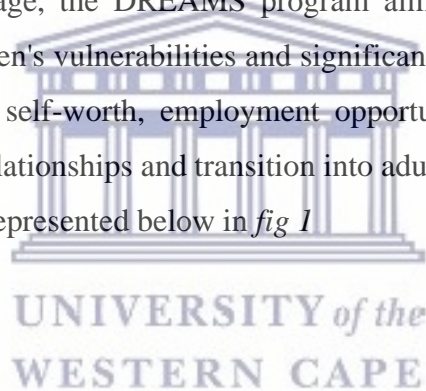 age, the DREAMS program aim
en's vulnerabilities and significan
self-worth, employment opportu
lationships and transition into adu
epresented below in fig 1
UNIVERSITY of the
WESTERN CAPE